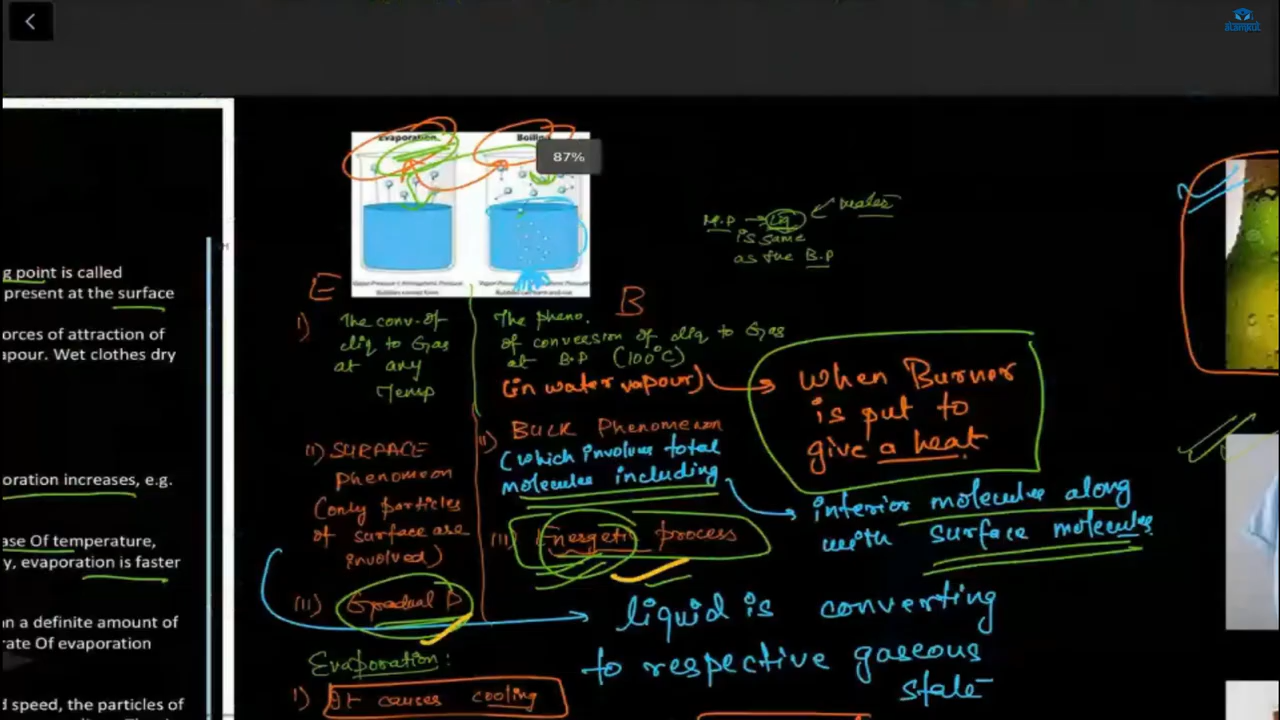 g point is called
present at the surface
orces of attraction of
apour. Wet clothes dry
oration increases, e.g.
ase Of temperature,
y, evaporation is faster
an a definite amount of
rate Of evaporation
d speed, the particles of
Evaporation
Boiling
87%
M.P → Liq ← water
is same
as the B.P
E
B
I) The conv. of
liq to Gas
at any
Temp
II) SURFACE
Phenomeon
(only particles
of surface are
involved)
III) Gradual P
The pheno.
of conversion of liq to Gas
at B.P (100°C)
(in water vapour)
II) BULK Phenomenon
(which involves total
molecules including
III) Energetic process
When Burner
is put to
give a heat.
interior molecules along
with surface molecules.
liquid is converting
to respective gaseous
state
Evaporation:
I) It causes cooling